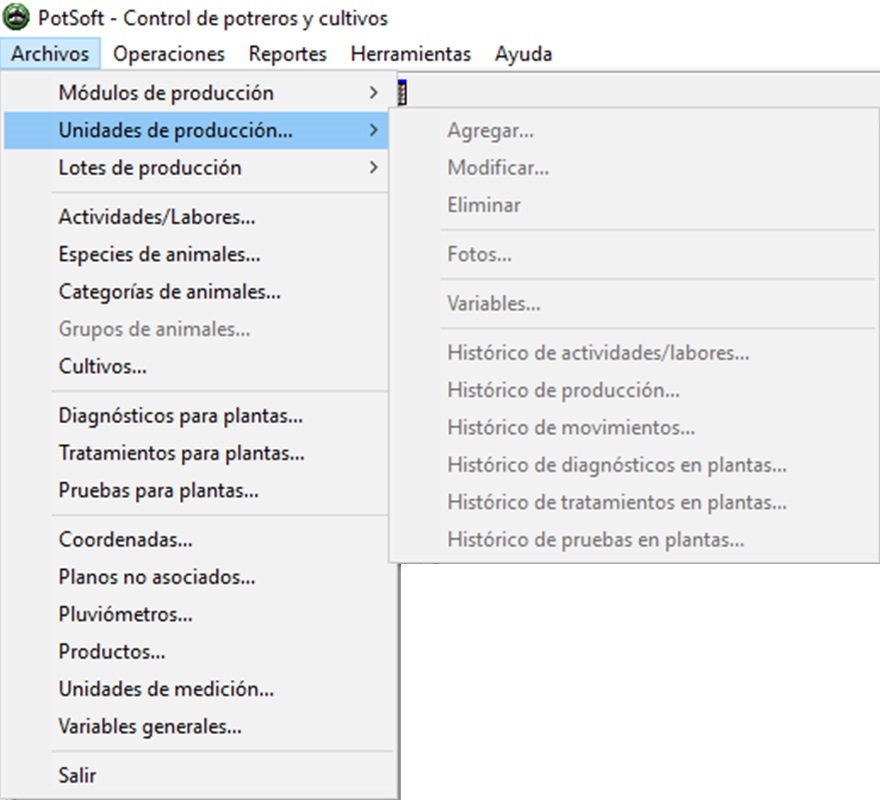 PotSoft - Control de potreros y cultivos
Archivos Operaciones Reportes Herramientas Ayuda
Módulos de producción
Unidades de producción...
Lotes de producción
Actividades/Labores...
Especies de animales...
Categorías de animales...
Grupos de animales...
Cultivos...
Diagnósticos para plantas...
Tratamientos para plantas...
Pruebas para plantas...
Coordenadas...
Planos no asociados...
Pluviómetros...
Productos...
Unidades de medición...
Variables generales...
Salir
Agregar...
Modificar...
Eliminar
Fotos...
Variables...
Histórico de actividades/labores...
Histórico de producción...
Histórico de movimientos...
Histórico de diagnósticos en plantas...
Histórico de tratamientos en plantas...
Histórico de pruebas en plantas...